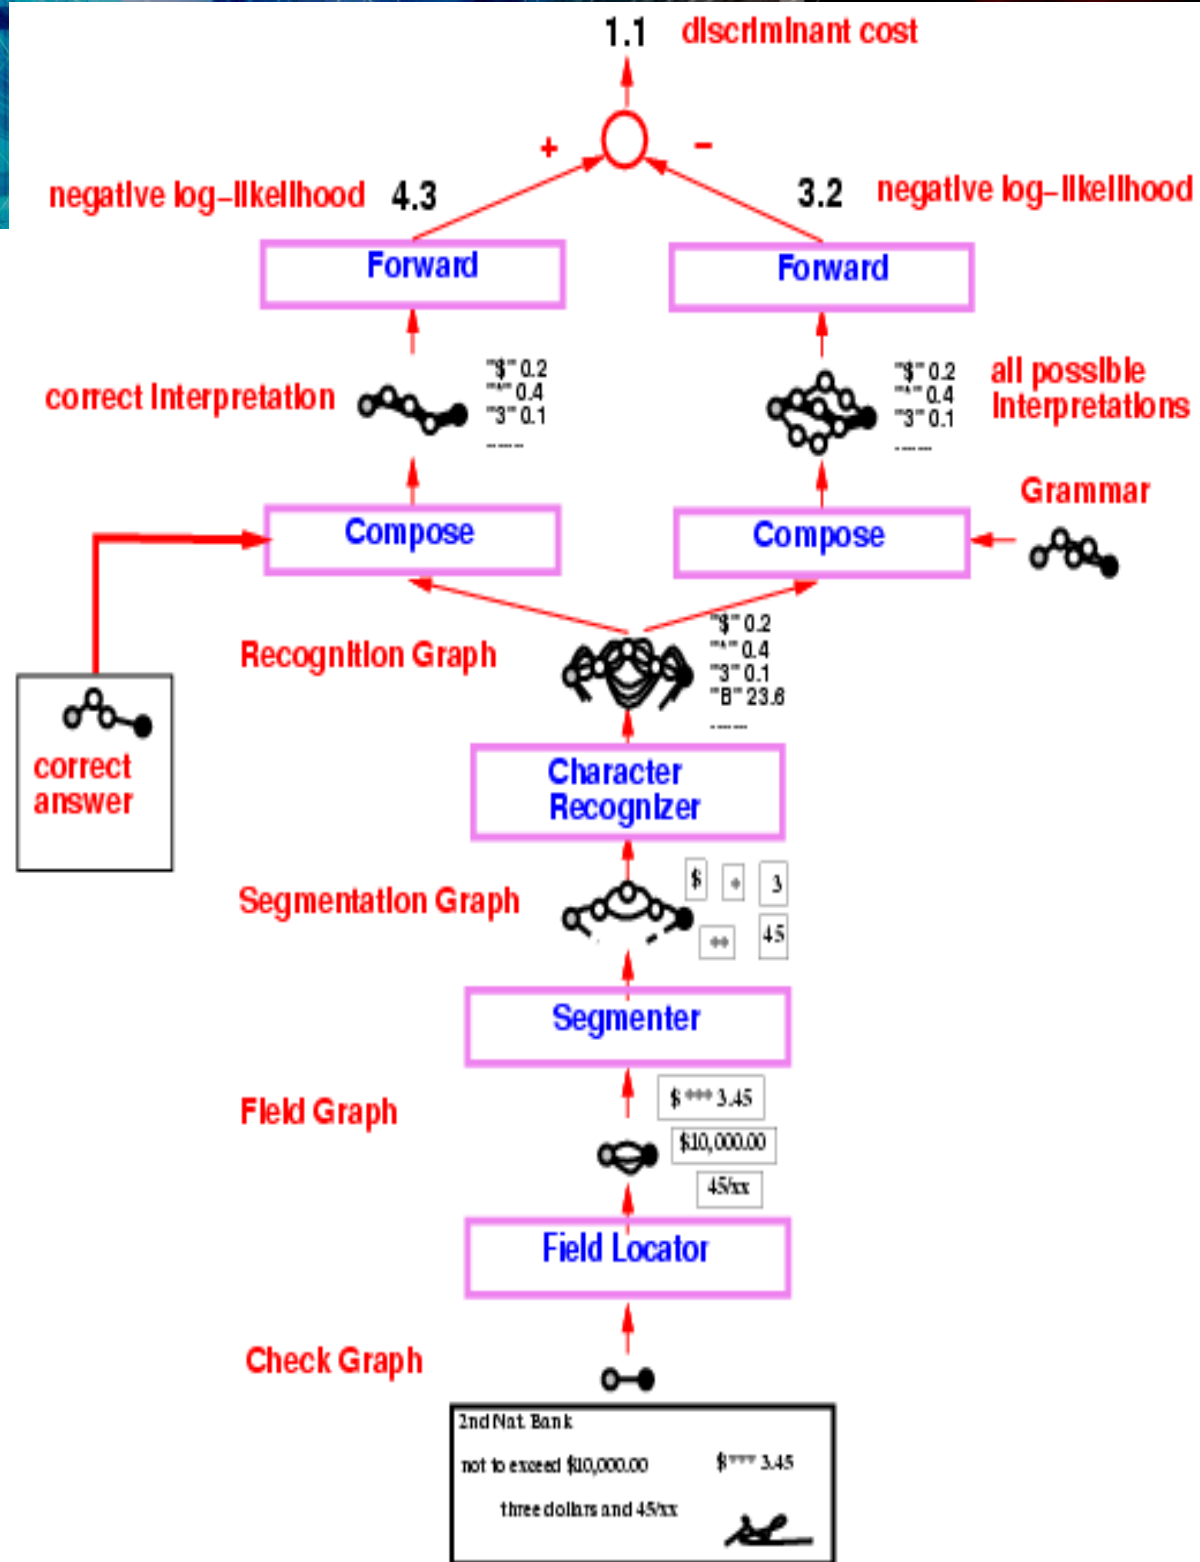 1.1 discriminant cost
+ -
negative log-likelihood 4.3
3.2 negative log-likelihood
Forward
Forward
correct Interpretation
"$" 0.2
"*" 0.4
"3" 0.1
------
"$" 0.2
"*" 0.4
"3" 0.1
------
all possible
Interpretations
Grammar
Compose
Compose
Recognition Graph
"$" 0.2
"*" 0.4
"3" 0.1
"B" 23.6
------
correct
answer
Character
Recognizer
Segmentation Graph
$ * 3
** 45
Segmenter
Field Graph
$ *** 3.45
$10,000.00
45/xx
Field Locator
Check Graph
2nd Nat. Bank
not to exceed $10,000.00 $ *** 3.45
three dollars and 45/xx